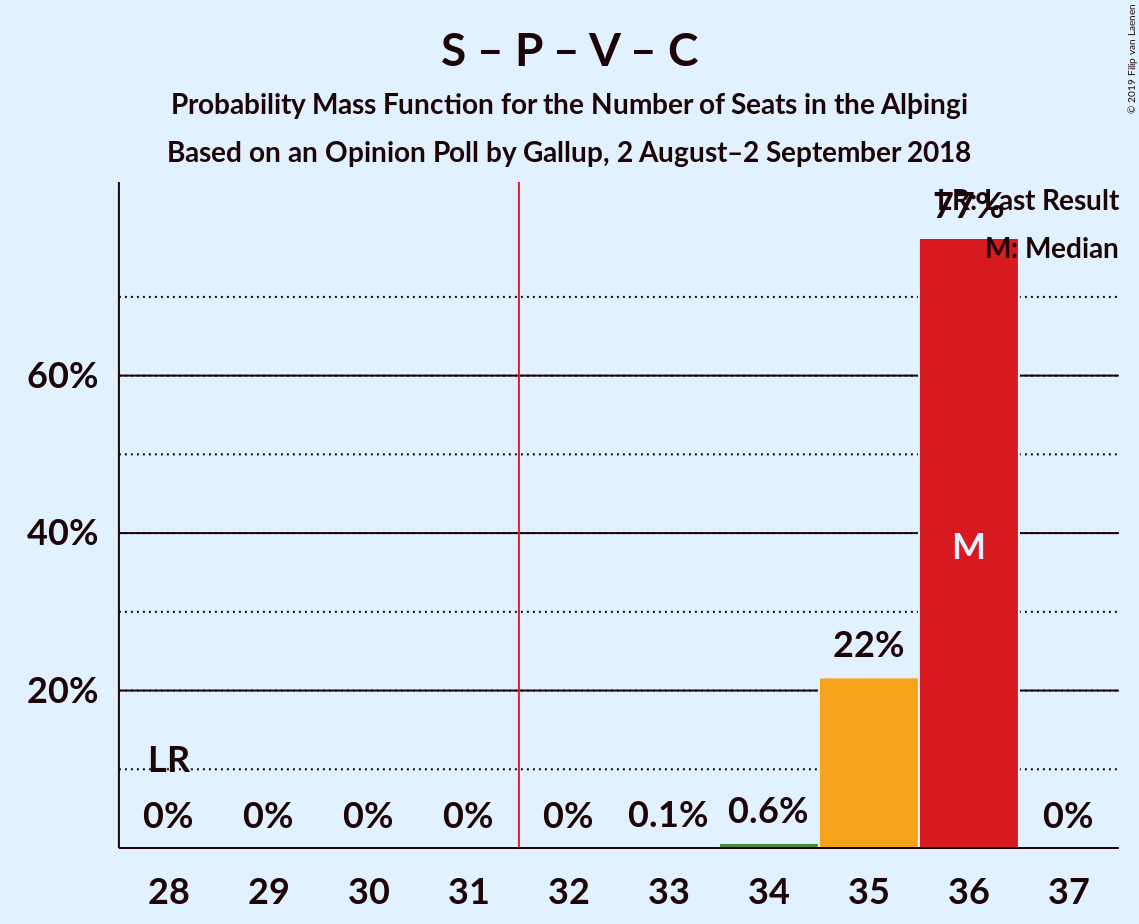 S – P – V – C
Probability Mass Function for the Number of Seats in the Alþingi
Based on an Opinion Poll by Gallup, 2 August–2 September 2018
© 2019 Filip van Laenen
LR: Last Result
M: Median
77%
60%
40%
20%
M
22%
LR
0% 0% 0% 0% 0% 0.1% 0.6% 0%
28 29 30 31 32 33 34 35 36 37